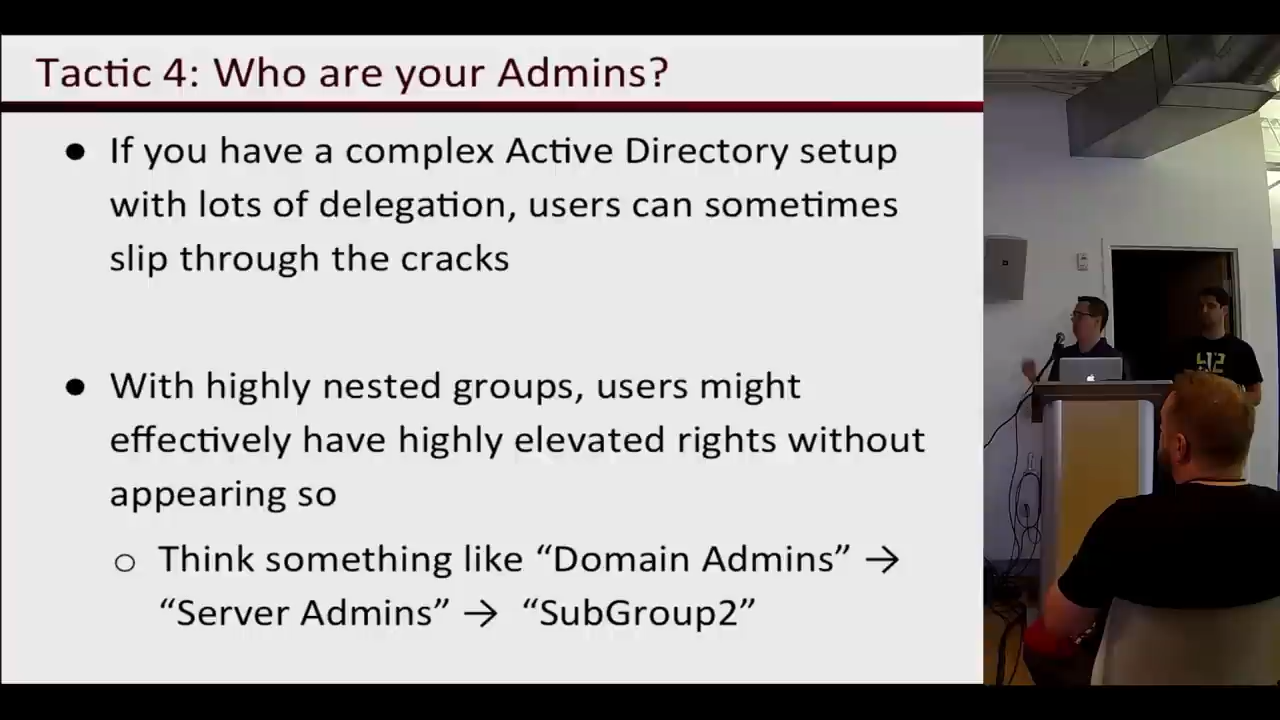 Tactic 4: Who are your Admins?
● If you have a complex Active Directory setup
with lots of delegation, users can sometimes
slip through the cracks
● With highly nested groups, users might
effectively have highly elevated rights without
appearing so
○ Think something like “Domain Admins” →
“Server Admins” → “SubGroup2”
412